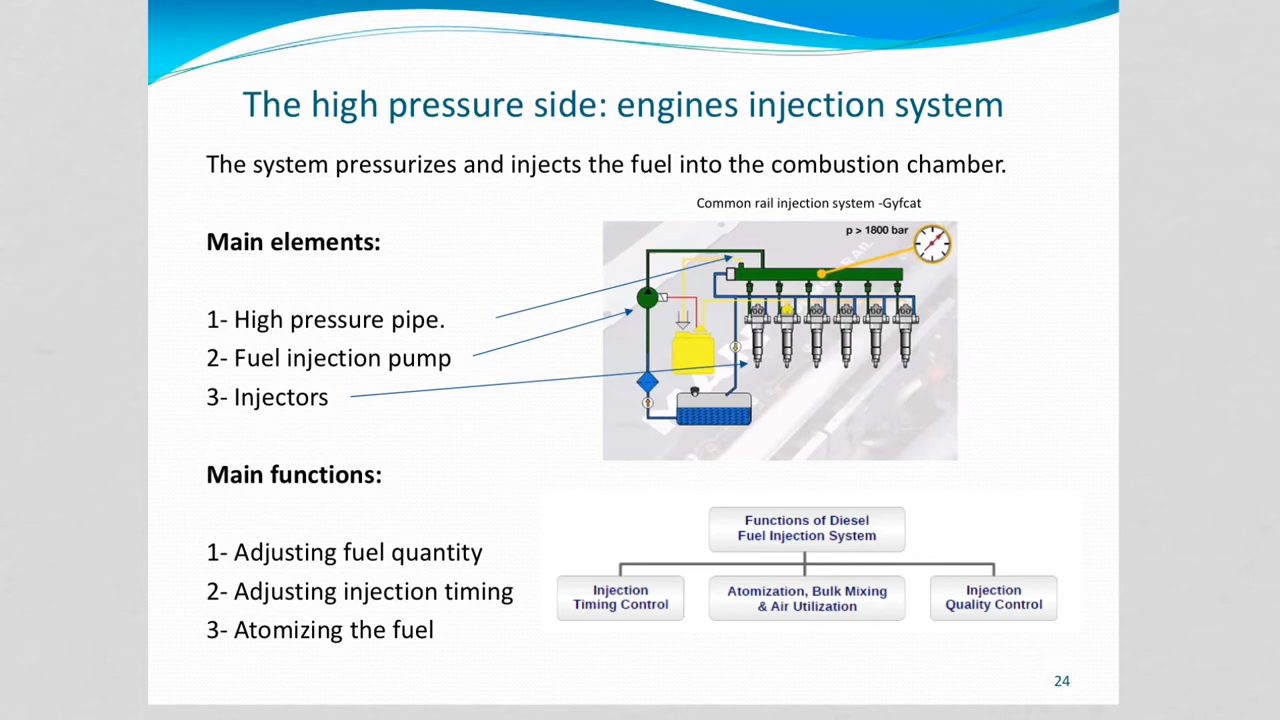 The high pressure side: engines injection system
The system pressurizes and injects the fuel into the combustion chamber.
Common rail injection system -Gyfcat
p > 1800 bar
Main elements:
1- High pressure pipe.
2- Fuel injection pump
3- Injectors
Main functions:
1- Adjusting fuel quantity
2- Adjusting injection timing
3- Atomizing the fuel
Functions of Diesel
Fuel Injection System
Injection
Timing Control
Atomization, Bulk Mixing
& Air Utilization
Injection
Quality Control
24